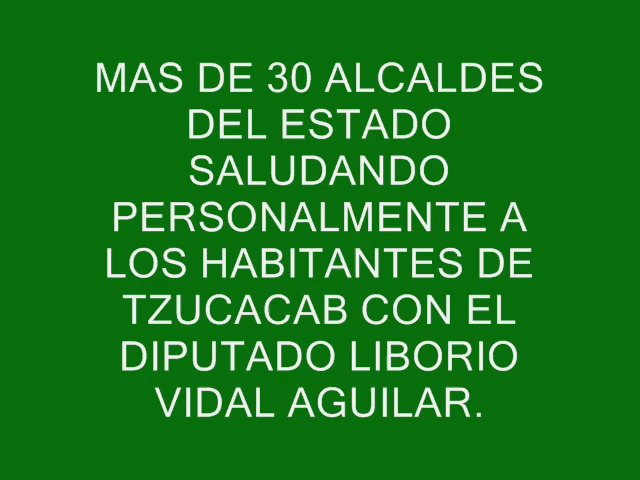 MAS DE 30 ALCALDES
DEL ESTADO
SALUDANDO
PERSONALMENTE A
LOS HABITANTES DE
TZUCACAB CON EL
DIPUTADO LIBORIO
VIDAL AGUILAR.